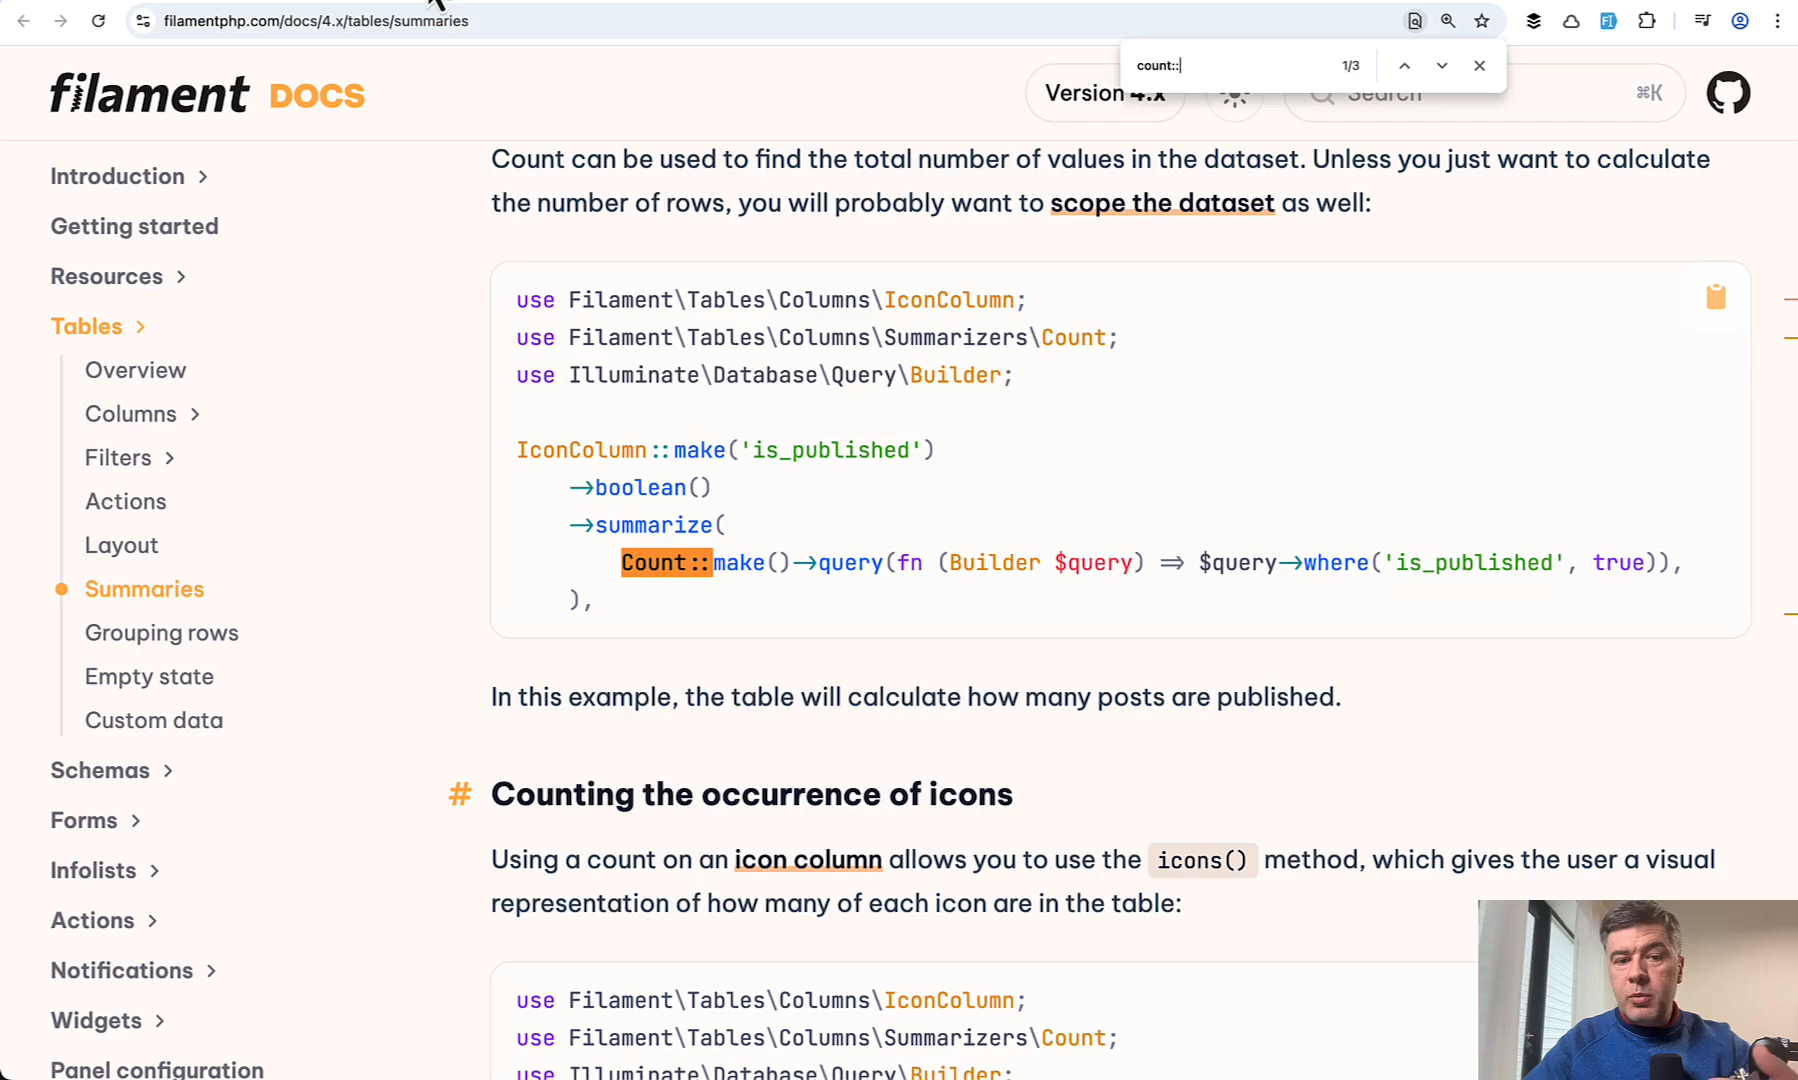 filamentphp.com/docs/4.x/tables/summaries
count::
1/3
filament DOCS
Version 4.x
Search
⌘K
Introduction
Getting started
Resources
Tables
Overview
Columns
Filters
Actions
Layout
Summaries
Grouping rows
Empty state
Custom data
Schemas
Forms
Infolists
Actions
Notifications
Widgets
Panel configuration
Count can be used to find the total number of values in the dataset. Unless you just want to calculate
the number of rows, you will probably want to scope the dataset as well:
use Filament\Tables\Columns\IconColumn;
use Filament\Tables\Columns\Summarizers\Count;
use Illuminate\Database\Query\Builder;
IconColumn::make('is_published')
->boolean()
->summarize(
Count::make()->query(fn (Builder $query) => $query->where('is_published', true)),
),
In this example, the table will calculate how many posts are published.
# Counting the occurrence of icons
Using a count on an icon column allows you to use the icons() method, which gives the user a visual
representation of how many of each icon are in the table:
use Filament\Tables\Columns\IconColumn;
use Filament\Tables\Columns\Summarizers\Count;
use Illuminate\Database\Query\Builder;